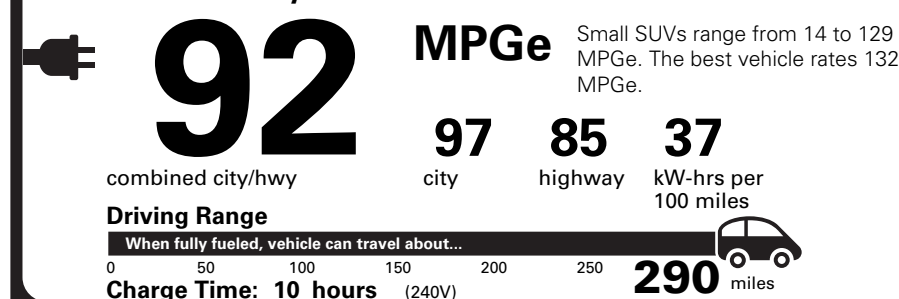 92
MPGe
Small SUVs range from 14 to 129
MPGe. The best vehicle rates 132
MPGe.
97
85
37
combined city/hwy
city
highway
kW-hrs per
100 miles
Driving Range
When fully fueled, vehicle can travel about...
0 50 100 150 200 250 290 miles
Charge Time: 10 hours (240V)